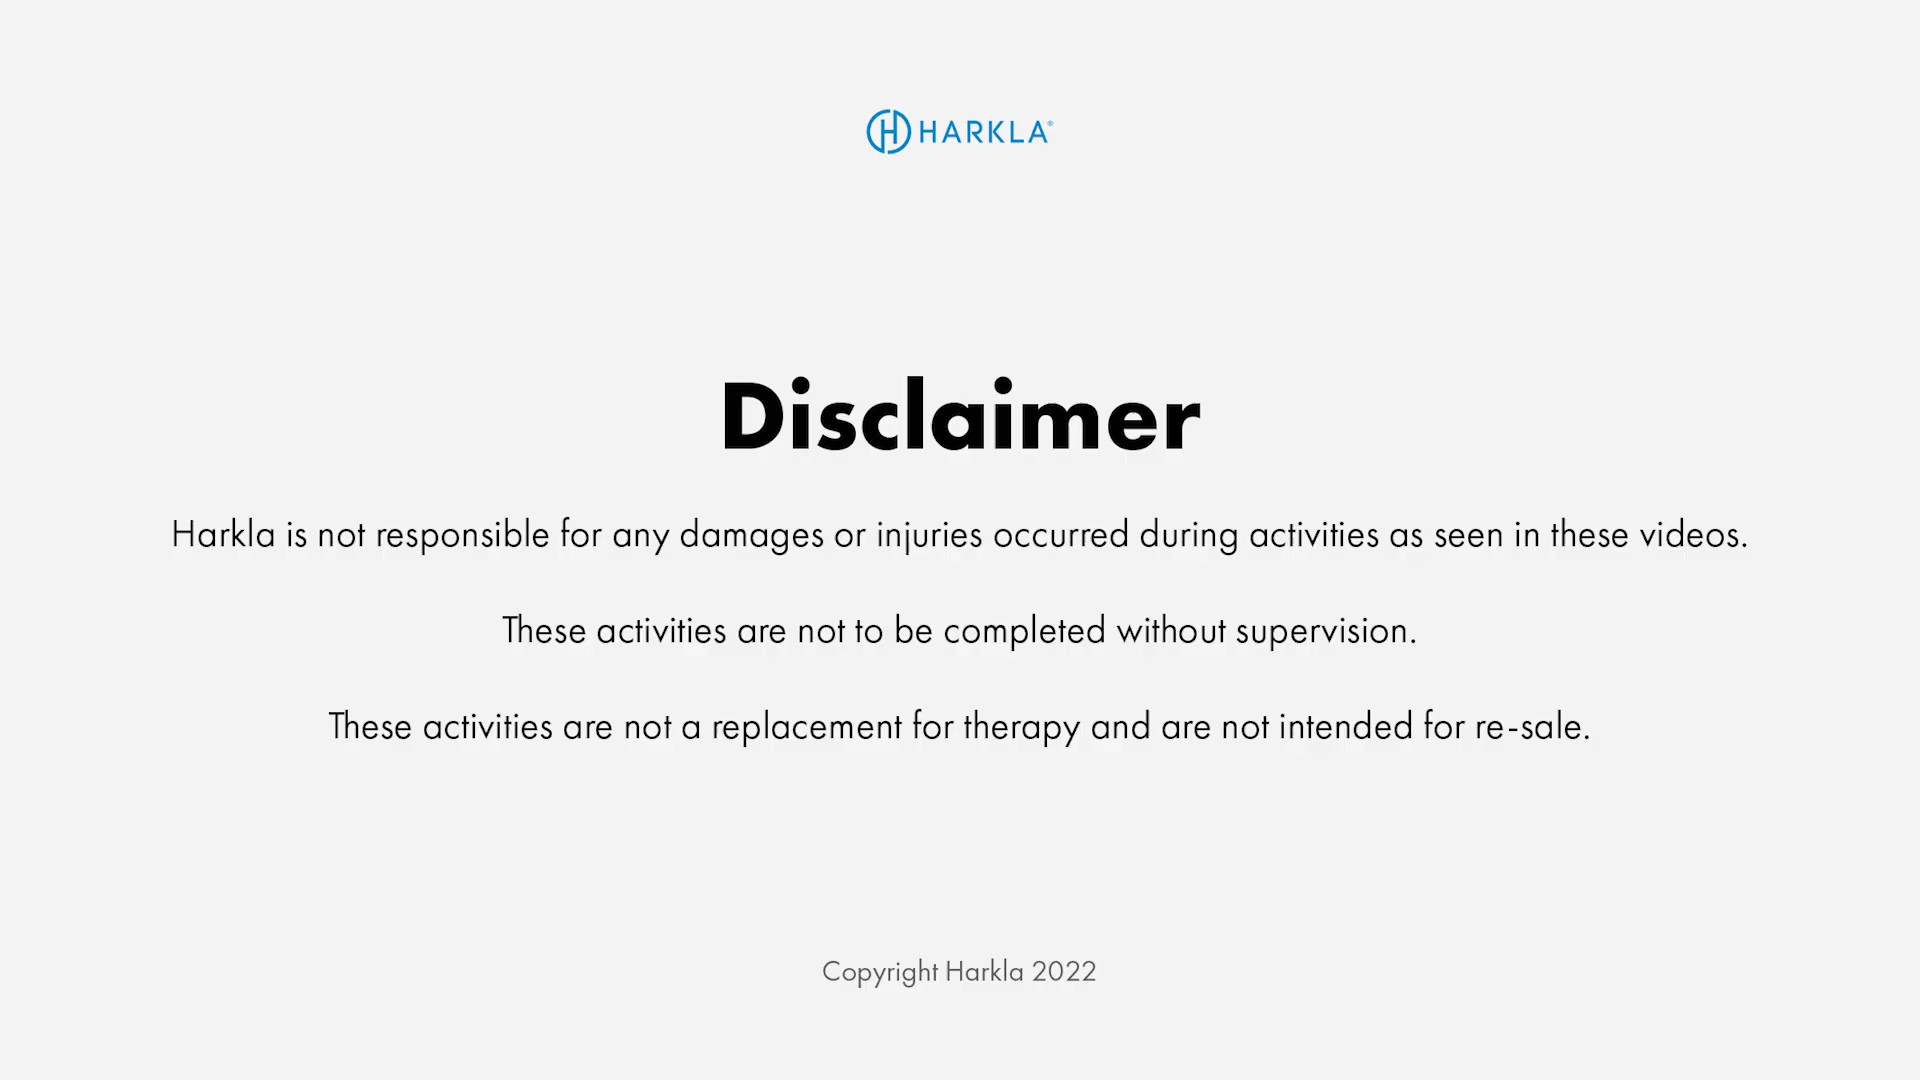 HARKLA®
Disclaimer
Harkla is not responsible for any damages or injuries occurred during activities as seen in these videos.
These activities are not to be completed without supervision.
These activities are not a replacement for therapy and are not intended for re-sale.
Copyright Harkla 2022